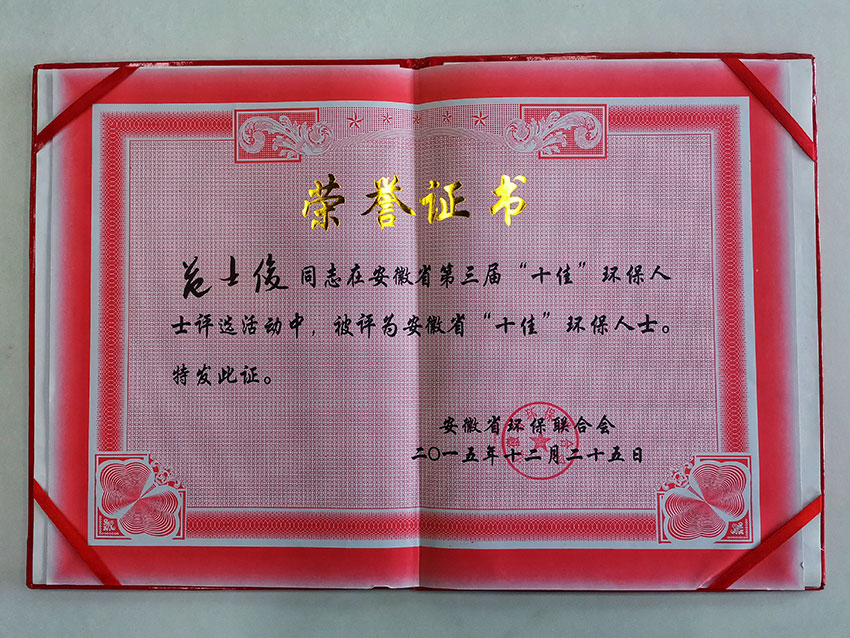 荣誉证书
范士俊 同志在安徽省第三届“十佳”环保人
士评选活动中，被评为安徽省“十佳”环保人士。
特发此证。
安徽省环保联合会
二〇一五年十二月二十五日